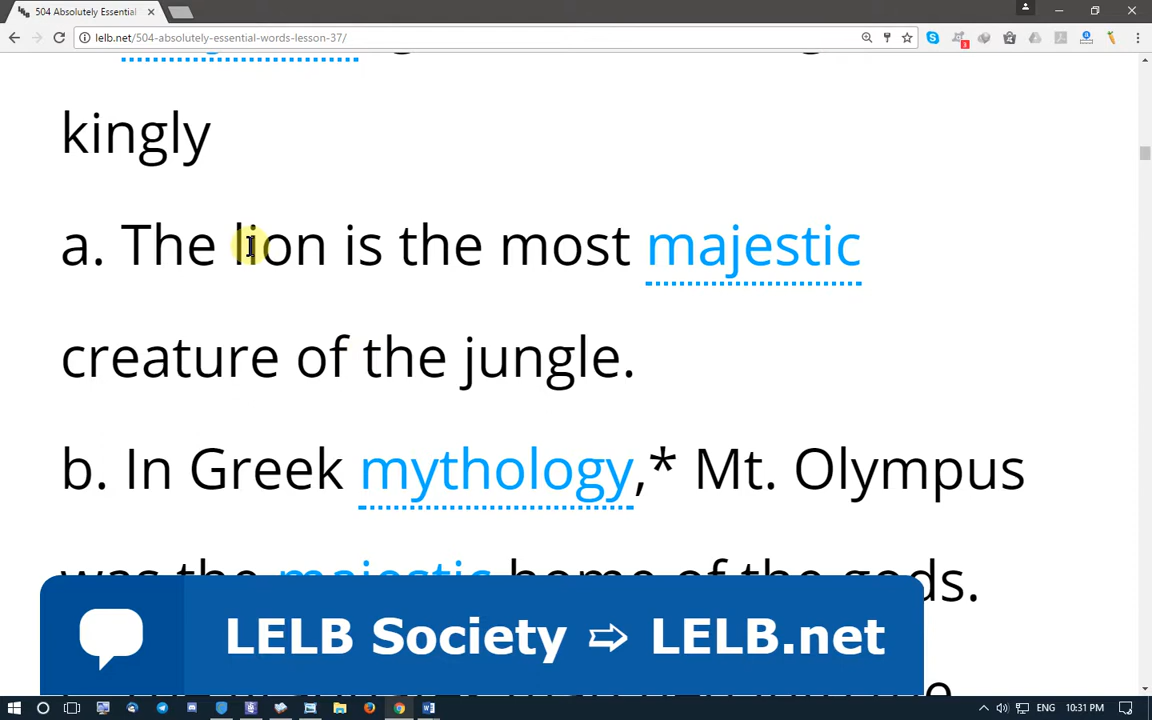 504 Absolutely Essential
lelb.net/504-absolutely-essential-words-lesson-37/
3
kingly
a. The lion is the most majestic
creature of the jungle.
b. In Greek mythology,* Mt. Olympus
was the majestic home of the gods.
LELB Society ⇨ LELB.net
ENG 10:31 PM